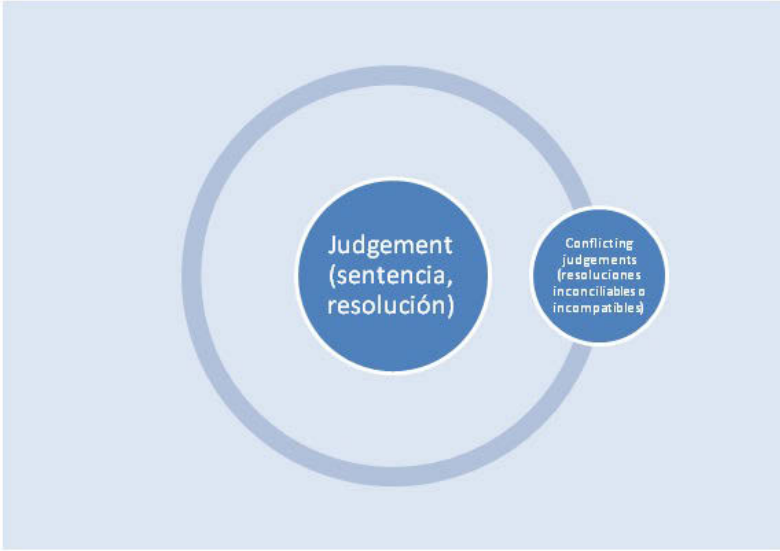 Judgement
(sentencia,
resolución)
Conflicting
judgements
(resoluciones
inconciliables o
incompatibles)